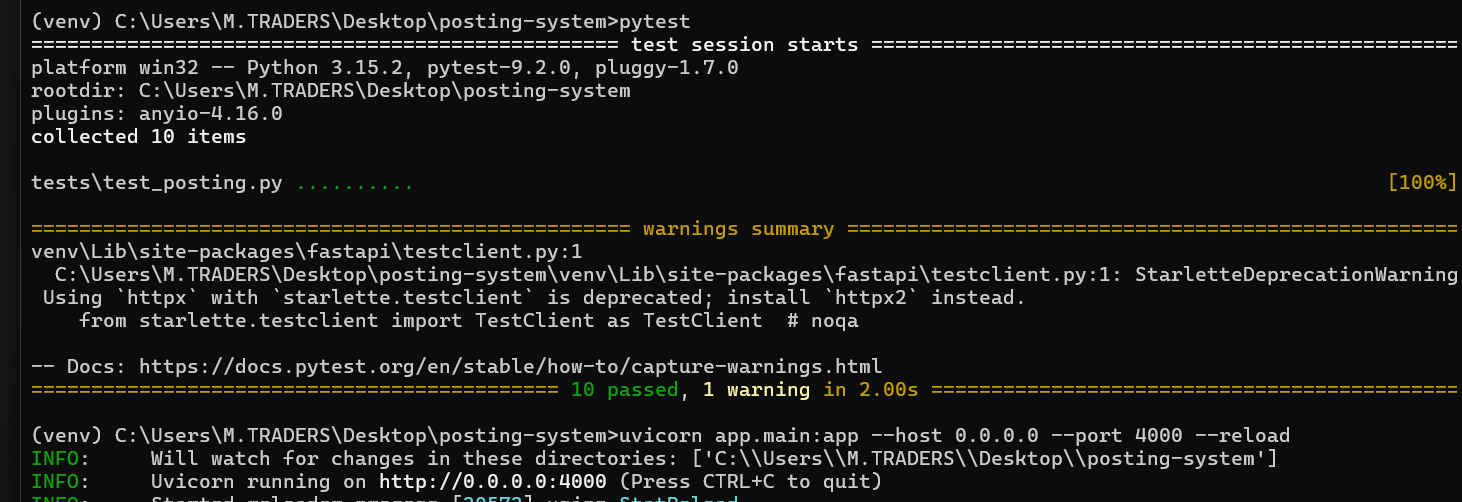 (venv) C:\Users\M.TRADERS\Desktop\posting-system>pytest
================================================= test session starts =================================================
platform win32 -- Python 3.15.2, pytest-9.2.0, pluggy-1.7.0
rootdir: C:\Users\M.TRADERS\Desktop\posting-system
plugins: anyio-4.16.0
collected 10 items
tests\test_posting.py .......... [100%]
================================================== warnings summary ===================================================
venv\Lib\site-packages\fastapi\testclient.py:1
C:\Users\M.TRADERS\Desktop\posting-system\venv\Lib\site-packages\fastapi\testclient.py:1: StarletteDeprecationWarning
Using `httpx` with `starlette.testclient` is deprecated; install `httpx2` instead.
from starlette.testclient import TestClient as TestClient  # noqa
-- Docs: https://docs.pytest.org/en/stable/how-to/capture-warnings.html
============================================ 10 passed, 1 warning in 2.00s ============================================
(venv) C:\Users\M.TRADERS\Desktop\posting-system>uvicorn app.main:app --host 0.0.0.0 --port 4000 --reload
INFO:     Will watch for changes in these directories: ['C:\\Users\\M.TRADERS\\Desktop\\posting-system']
INFO:     Uvicorn running on http://0.0.0.0:4000 (Press CTRL+C to quit)
INFO:     Started reloader process using StatReload